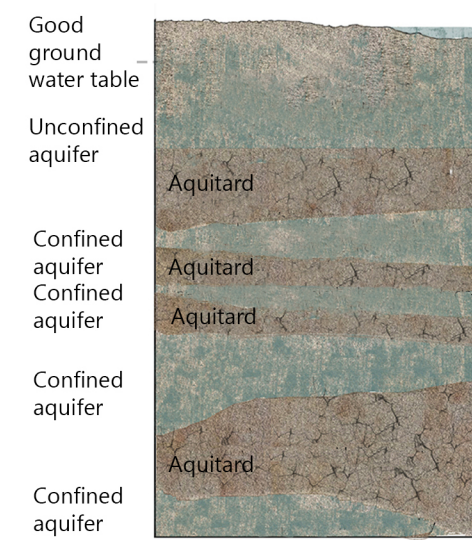 Good
ground
water table
Unconfined
aquifer
Aquitard
Confined
aquifer
Aquitard
Confined
aquifer
Aquitard
Confined
aquifer
Aquitard
Confined
aquifer